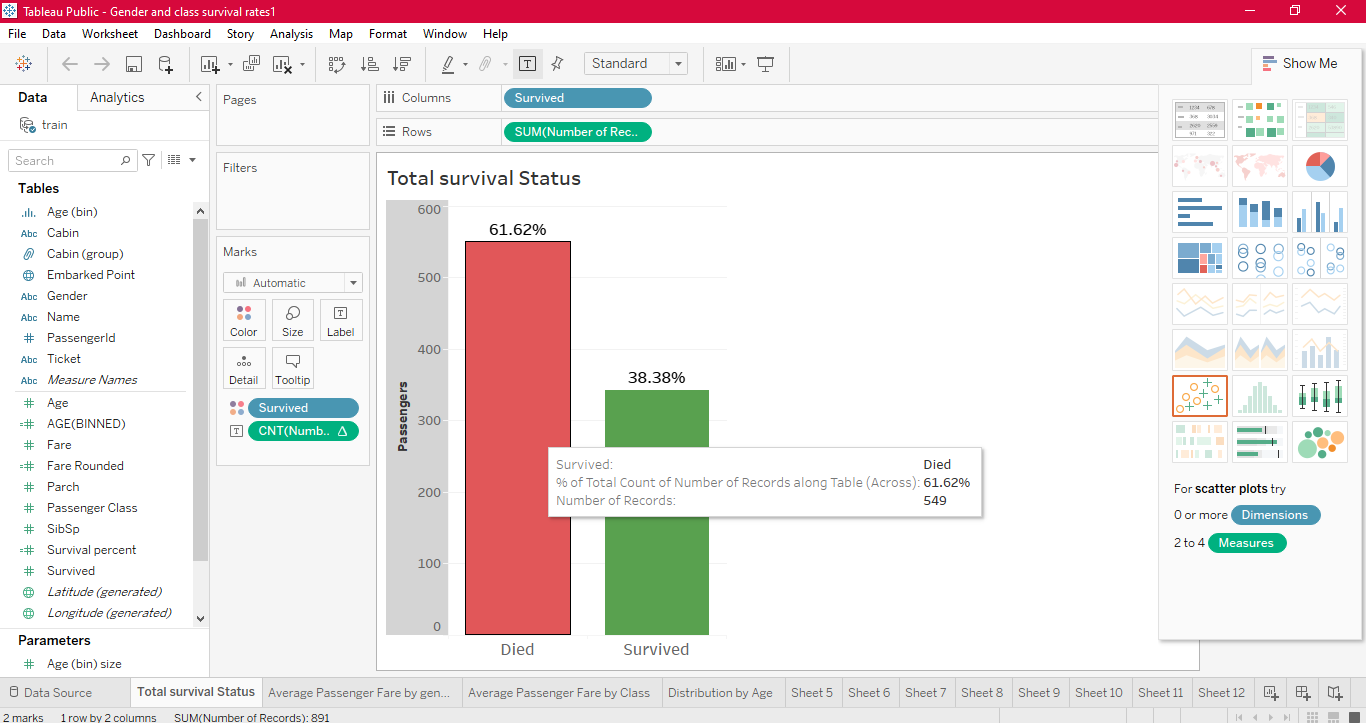 Tableau Public - Gender and class survival rates1
File Data Worksheet Dashboard Story Analysis Map Format Window Help
Standard
Show Me
Data Analytics
train
Search
Tables
Age (bin)
Abc Cabin
Cabin (group)
Embarked Point
Abc Gender
Abc Name
# PassengerId
Abc Ticket
Abc Measure Names
# Age
=# AGE(BINNED)
# Fare
=# Fare Rounded
# Parch
# Passenger Class
# SibSp
=# Survival percent
# Survived
Latitude (generated)
Longitude (generated)
Parameters
# Age (bin) size
Pages
Filters
Marks
Automatic
Color Size Label
Detail Tooltip
Survived
CNT(Numb.. △
Columns Survived
Rows SUM(Number of Rec..
Total survival Status
Passengers
600
500
400
300
200
100
0
61.62%
38.38%
Died Survived
Survived: Died
% of Total Count of Number of Records along Table (Across): 61.62%
Number of Records: 549
For scatter plots try
0 or more Dimensions
2 to 4 Measures
Data Source Total survival Status Average Passenger Fare by gen... Average Passenger Fare by Class Distribution by Age Sheet 5 Sheet 6 Sheet 7 Sheet 8 Sheet 9 Sheet 10 Sheet 11 Sheet 12
2 marks 1 row by 2 columns SUM(Number of Records): 891